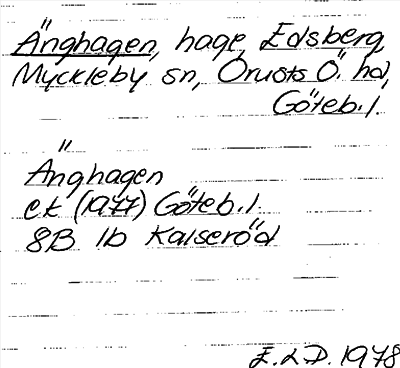 Änghagen, hage, Edsberg,
Myckleby sn, Orusts Ö. hd,
Göteb. l.
Änghagen
ek (1977) Göteb. l.
8B 1b Kalseröd
E.L.D. 1978